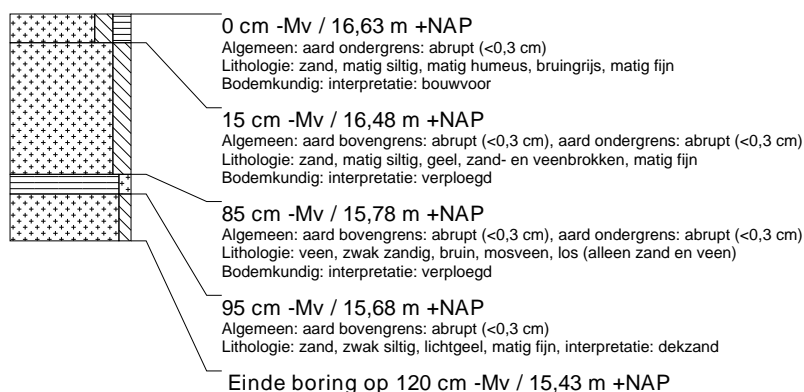 0 cm -Mv / 16,63 m +NAP
Algemeen: aard ondergrens: abrupt (<0,3 cm)
Lithologie: zand, matig siltig, matig humeus, bruingrijs, matig fijn
Bodemkundig: interpretatie: bouwvoor
15 cm -Mv / 16,48 m +NAP
Algemeen: aard bovengrens: abrupt (<0,3 cm), aard ondergrens: abrupt (<0,3 cm)
Lithologie: zand, matig siltig, geel, zand- en veenbrokken, matig fijn
Bodemkundig: interpretatie: verploegd
85 cm -Mv / 15,78 m +NAP
Algemeen: aard bovengrens: abrupt (<0,3 cm), aard ondergrens: abrupt (<0,3 cm)
Lithologie: veen, zwak zandig, bruin, mosveen, los (alleen zand en veen)
Bodemkundig: interpretatie: verploegd
95 cm -Mv / 15,68 m +NAP
Algemeen: aard bovengrens: abrupt (<0,3 cm)
Lithologie: zand, zwak siltig, lichtgeel, matig fijn, interpretatie: dekzand
Einde boring op 120 cm -Mv / 15,43 m +NAP